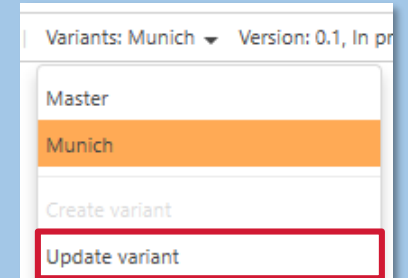 Variants: Munich Version: 0.1, In pr
Master
Munich
Create variant
Update variant